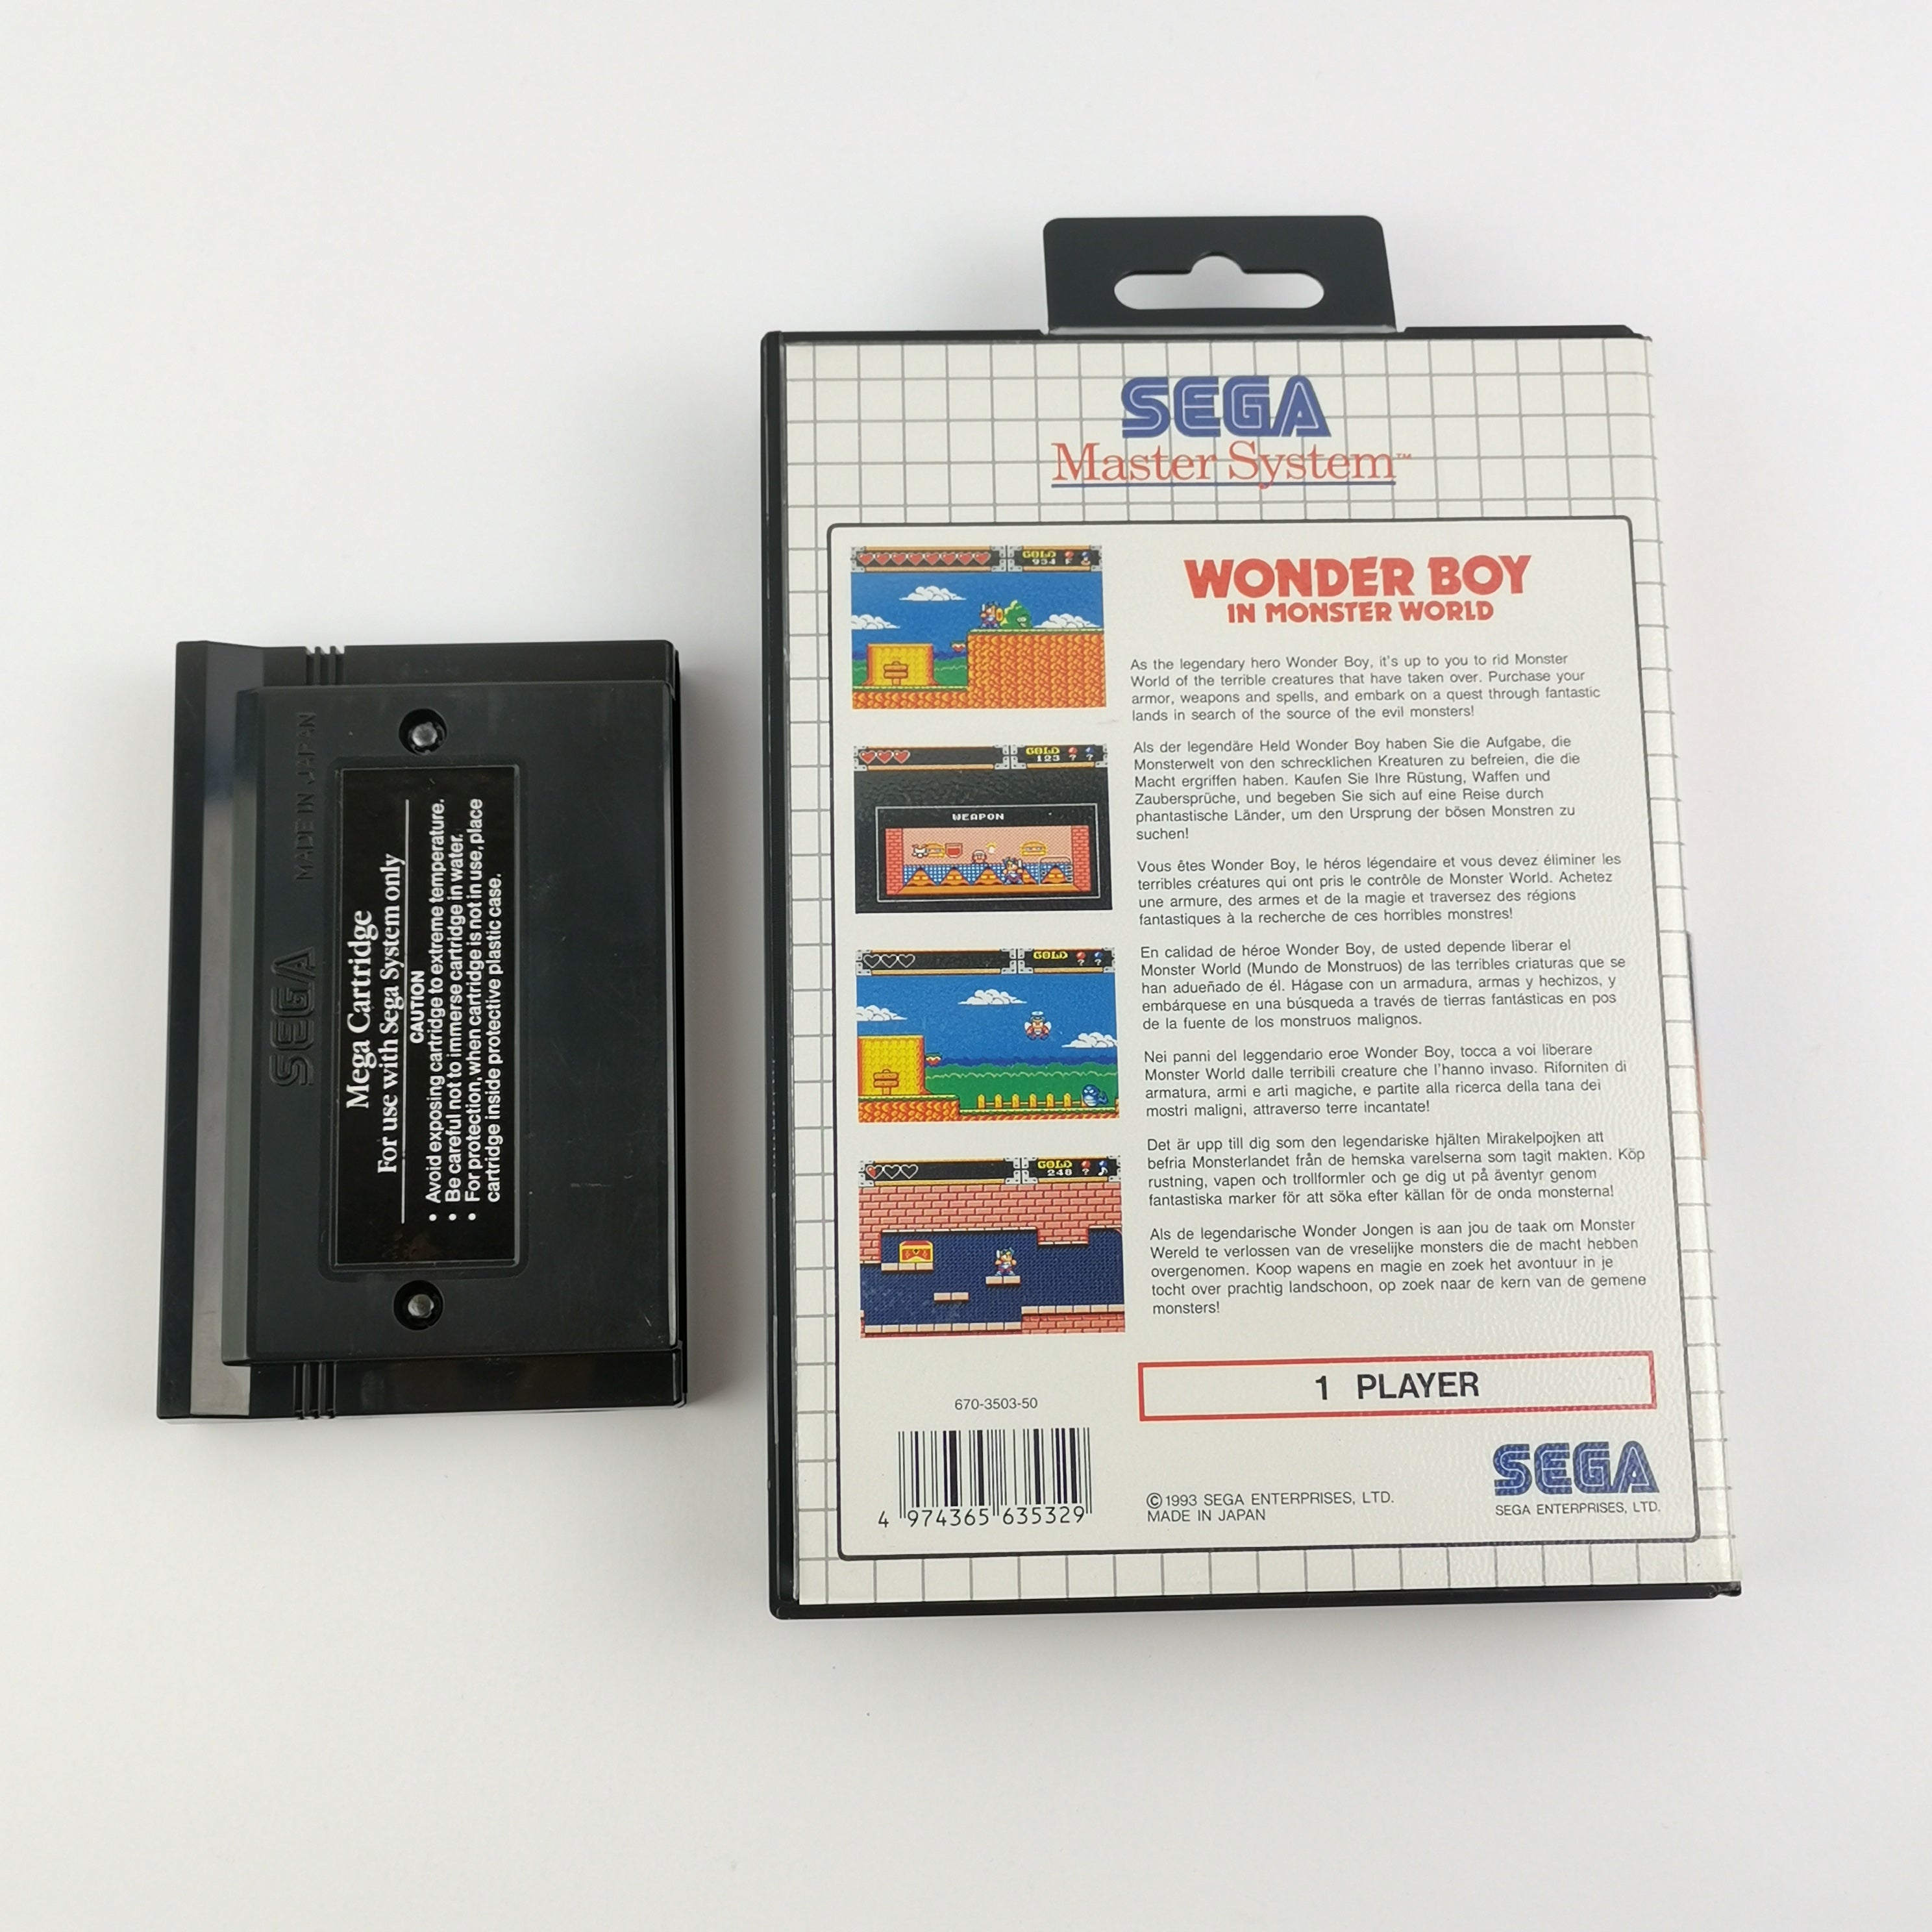 MADE IN JAPAN
SEGA
Mega Cartridge
For use with Sega System only
CAUTION
• Avoid exposing cartridge to extreme temperature.
• Be careful not to immerse cartridge in water.
• For protection, when cartridge is not in use, place
cartridge inside protective plastic case.
SEGA
Master System™
GOLD
934 F
GOLD
123 ? ?
WEAPON
GOLD
? ?
GOLD
248 ?
WONDER BOY
IN MONSTER WORLD
As the legendary hero Wonder Boy, it's up to you to rid Monster
World of the terrible creatures that have taken over. Purchase your
armor, weapons and spells, and embark on a quest through fantastic
lands in search of the source of the evil monsters!
Als der legendäre Held Wonder Boy haben Sie die Aufgabe, die
Monsterwelt von den schrecklichen Kreaturen zu befreien, die die
Macht ergriffen haben. Kaufen Sie Ihre Rüstung, Waffen und
Zaubersprüche, und begeben Sie sich auf eine Reise durch
phantastische Länder, um den Ursprung der bösen Monstren zu
suchen!
Vous êtes Wonder Boy, le héros légendaire et vous devez éliminer les
terribles créatures qui ont pris le contrôle de Monster World. Achetez
une armure, des armes et de la magie et traversez des régions
fantastiques à la recherche de ces horribles monstres!
En calidad de héroe Wonder Boy, de usted depende liberar el
Monster World (Mundo de Monstruos) de las terribles criaturas que se
han adueñado de él. Hágase con un armadura, armas y hechizos, y
embárquese en una búsqueda a través de tierras fantásticas en pos
de la fuente de los monstruos malignos.
Nei panni del leggendario eroe Wonder Boy, tocca a voi liberare
Monster World dalle terribili creature che l'hanno invaso. Riforniten di
armatura, armi e arti magiche, e partite alla ricerca della tana dei
mostri maligni, attraverso terre incantate!
Det är upp till dig som den legendariske hjälten Mirakelpojken att
befria Monsterlandet från de hemska varelserna som tagit makten. Köp
rustning, vapen och trollformler och ge dig ut på äventyr genom
fantastiska marker för att söka efter källan för de onda monsterna!
Als de legendarische Wonder Jongen is aan jou de taak om Monster
Wereld te verlossen van de vreselijke monsters die de macht hebben
overgenomen. Koop wapens en magie en zoek het avontuur in je
tocht over prachtig landschoon, op zoek naar de kern van de gemene
monsters!
1 PLAYER
670-3503-50
4 974365 635329
©1993 SEGA ENTERPRISES, LTD.
MADE IN JAPAN
SEGA
SEGA ENTERPRISES, LTD.